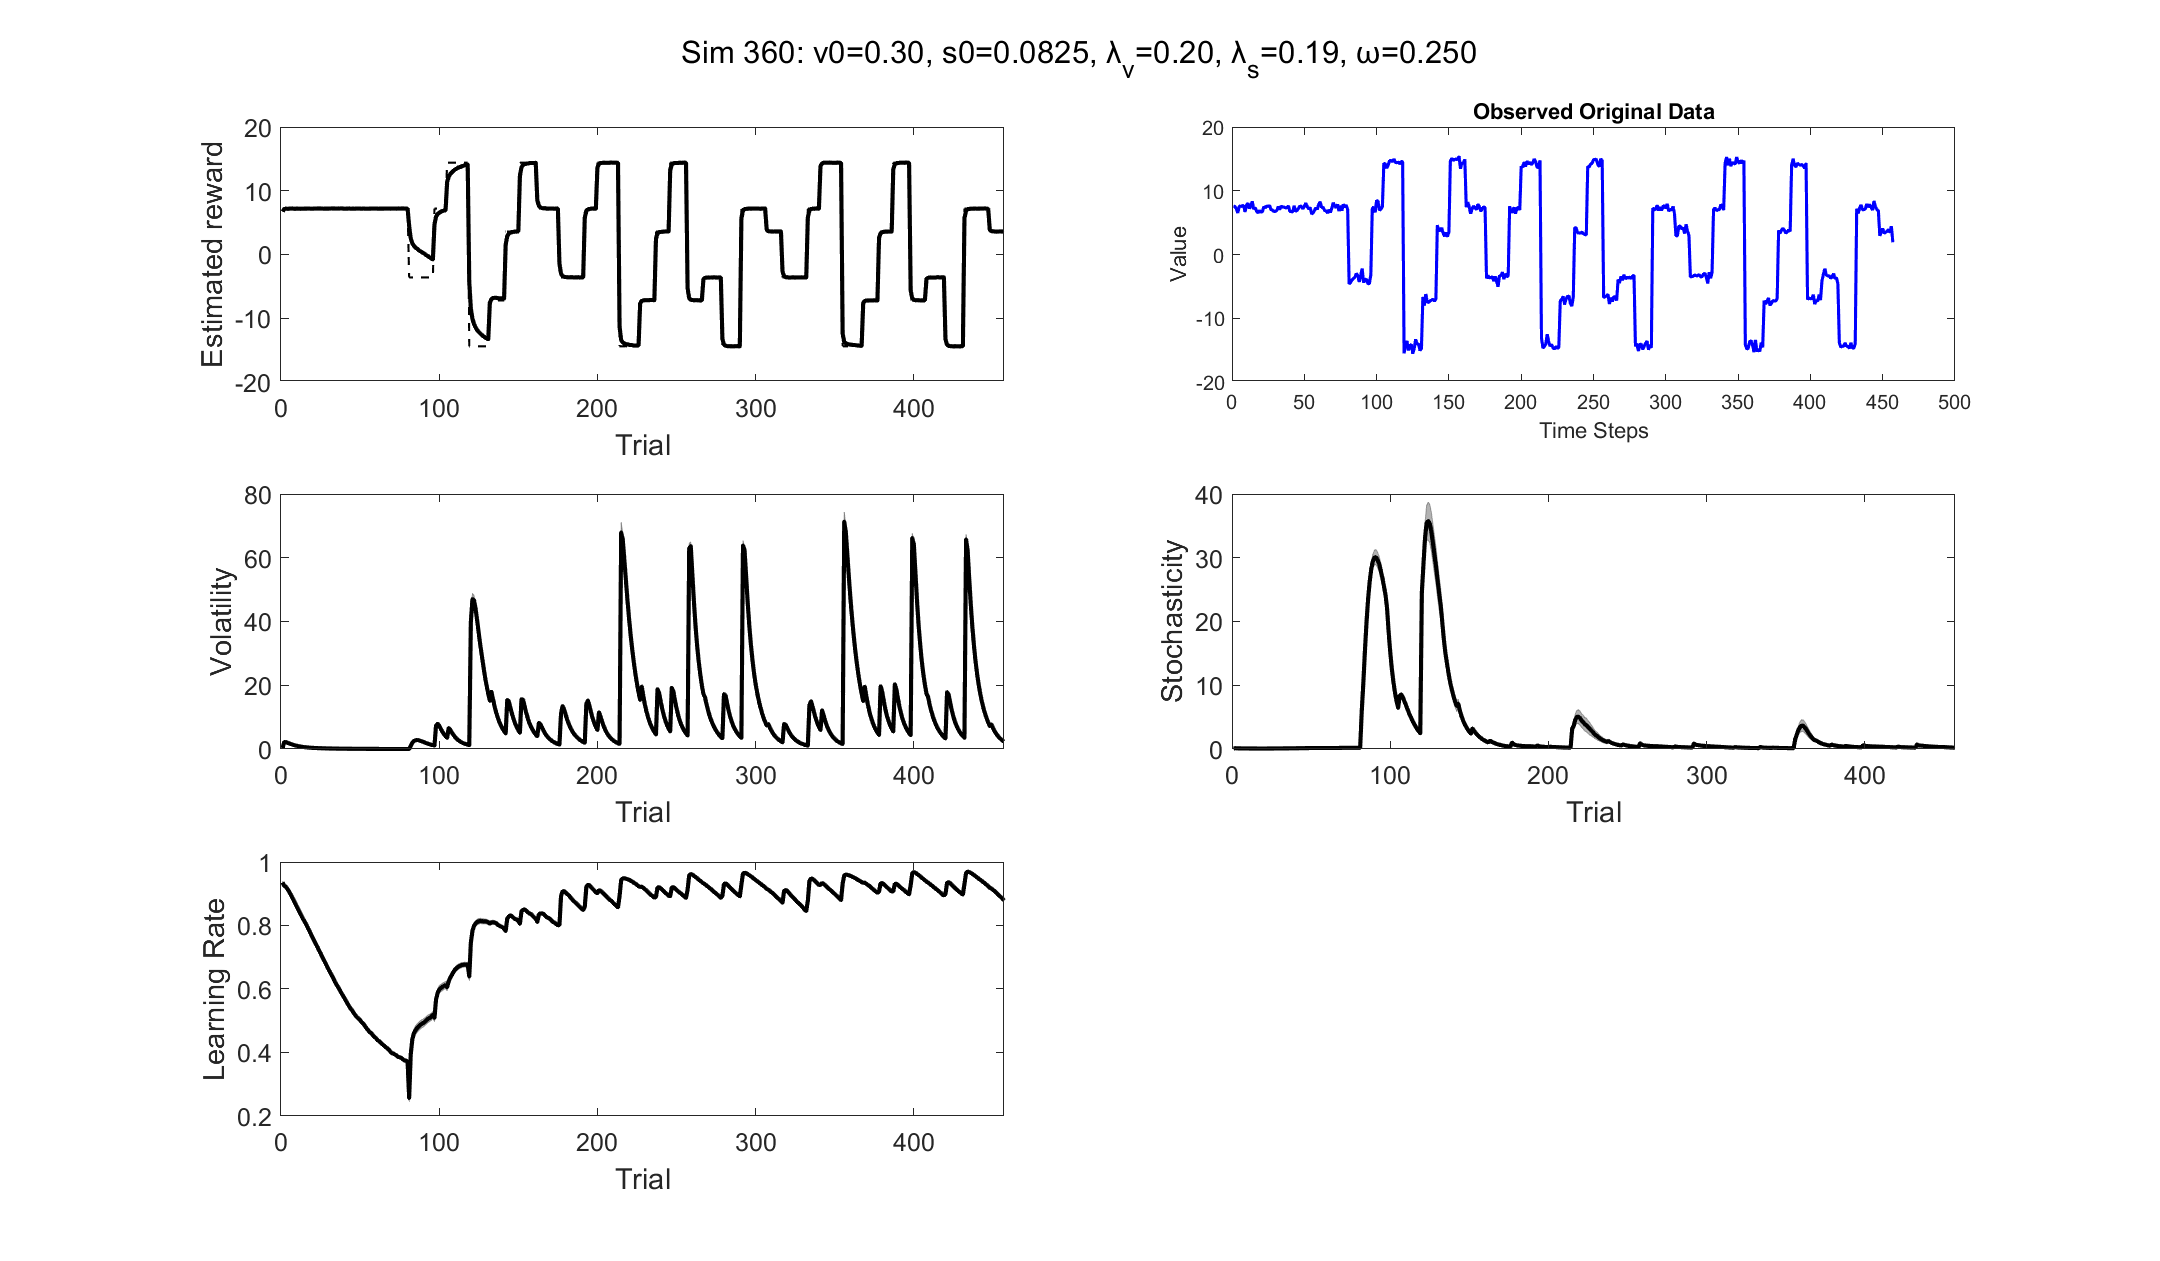 Sim 360: v0=0.30, s0=0.0825, λv=0.20, λs=0.19, ω=0.250
Estimated reward
20
10
0
-10
-20
0 100 200 300 400
Trial
Observed Original Data
Value
20
10
0
-10
-20
0 50 100 150 200 250 300 350 400 450 500
Time Steps
Volatility
80
60
40
20
0
0 100 200 300 400
Trial
Stochasticity
40
30
20
10
0
0 100 200 300 400
Trial
Learning Rate
1
0.8
0.6
0.4
0.2
0 100 200 300 400
Trial